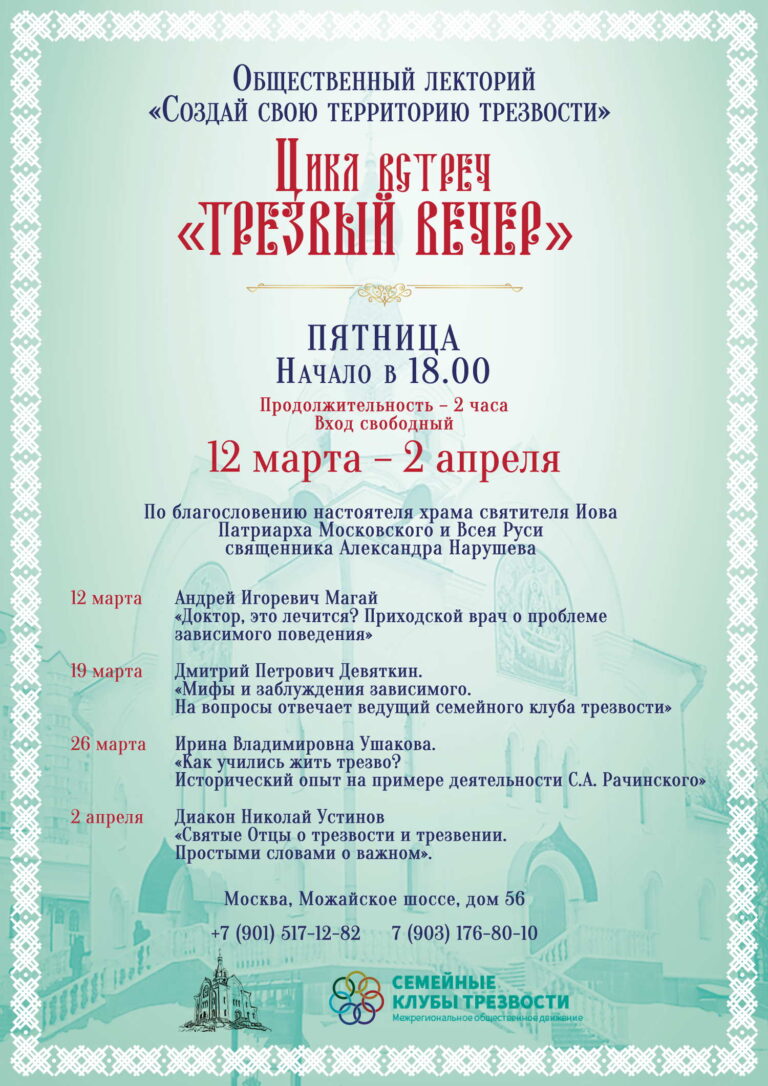 Общественный лекторий
«Создай свою территорию трезвости»
Цикл встреч
«Трезвый вечер»
ПЯТНИЦА
Начало в 18.00
Продолжительность – 2 часа
Вход свободный
12 марта – 2 апреля
По благословению настоятеля храма святителя Иова
Патриарха Московского и Всея Руси
священника Александра Нарушева
12 марта Андрей Игоревич Магай
«Доктор, это лечится? Приходской врач о проблеме
зависимого поведения»
19 марта Дмитрий Петрович Девяткин.
«Мифы и заблуждения зависимого.
На вопросы отвечает ведущий семейного клуба трезвости»
26 марта Ирина Владимировна Ушакова.
«Как учились жить трезво?
Исторический опыт на примере деятельности С.А. Рачинского»
2 апреля Диакон Николай Устинов
«Святые Отцы о трезвости и трезвении.
Простыми словами о важном».
Москва, Можайское шоссе, дом 56
+7 (901) 517-12-82 7 (903) 176-80-10
СЕМЕЙНЫЕ
КЛУБЫ ТРЕЗВОСТИ
Межрегиональное общественное движение